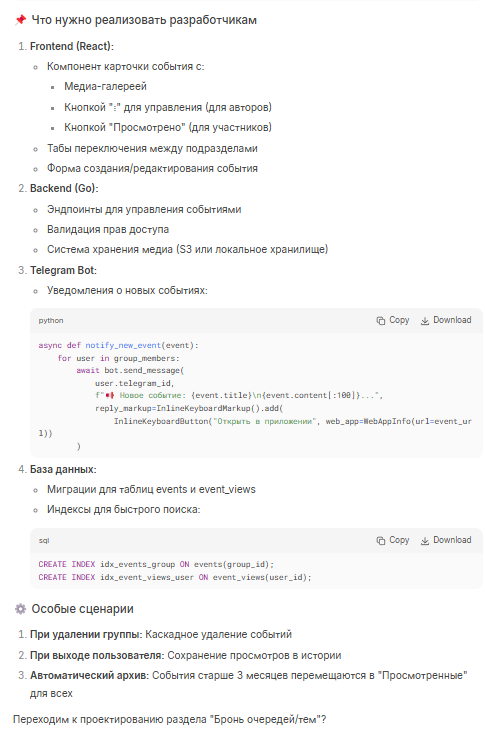 📌 Что нужно реализовать разработчикам
1. Frontend (React):
◦ Компонент карточки события с:
▪ Медиа-галереей
▪ Кнопкой "⋮" для управления (для авторов)
▪ Кнопкой "Просмотрено" (для участников)
◦ Табы переключения между подразделами
◦ Форма создания/редактирования события
2. Backend (Go):
◦ Эндпоинты для управления событиями
◦ Валидация прав доступа
◦ Система хранения медиа (S3 или локальное хранилище)
3. Telegram Bot:
◦ Уведомления о новых событиях:
python Copy Download
async def notify_new_event(event):
    for user in group_members:
        await bot.send_message(
            user.telegram_id,
            f"📢 Новое событие: {event.title}\n{event.content[:100]}...",
            reply_markup=InlineKeyboardMarkup().add(
                InlineKeyboardButton("Открыть в приложении", web_app=WebAppInfo(url=event_ur
l))
        )
4. База данных:
◦ Миграции для таблиц events и event_views
◦ Индексы для быстрого поиска:
sql Copy Download
CREATE INDEX idx_events_group ON events(group_id);
CREATE INDEX idx_event_views_user ON event_views(user_id);
⚙️ Особые сценарии
1. При удалении группы: Каскадное удаление событий
2. При выходе пользователя: Сохранение просмотров в истории
3. Автоматический архив: События старше 3 месяцев перемещаются в "Просмотренные"
для всех
Переходим к проектированию раздела "Бронь очередей/тем"?